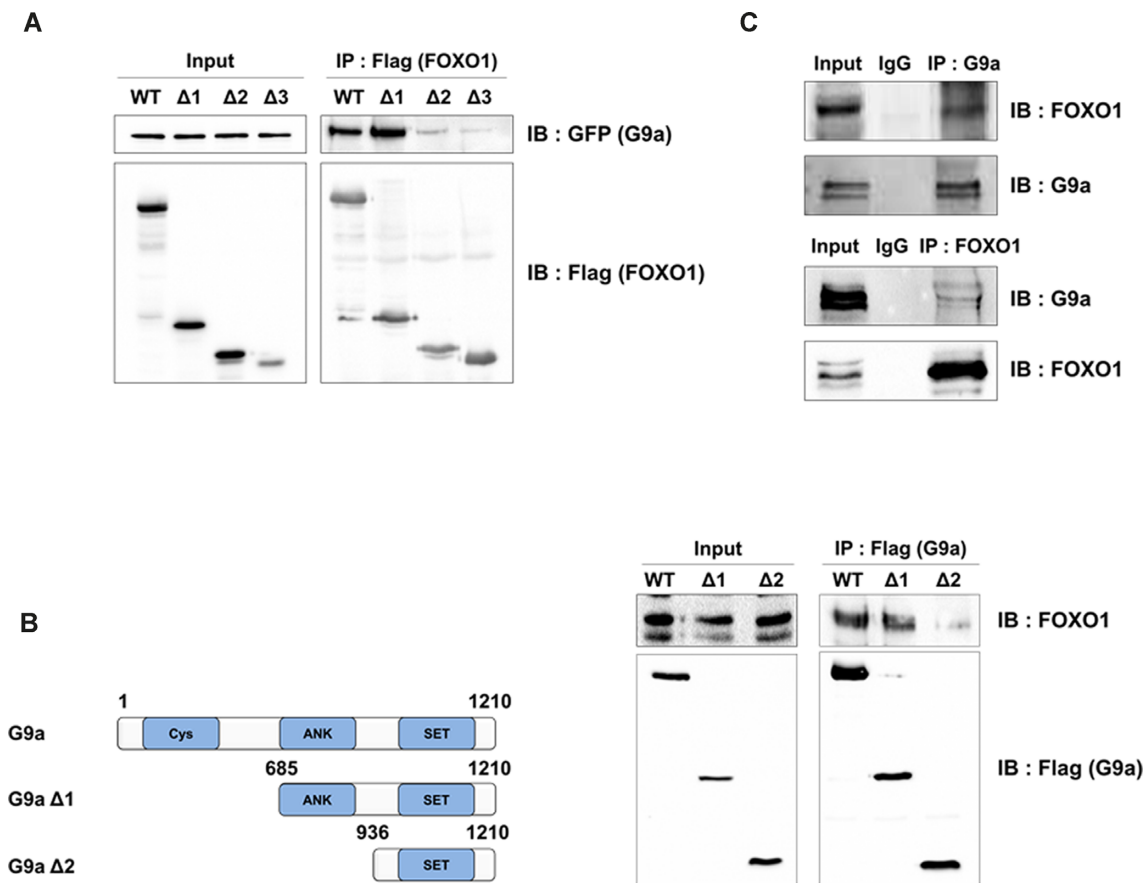 A
Input
IP : Flag (FOXO1)
WT Δ1 Δ2 Δ3
WT Δ1 Δ2 Δ3
IB : GFP (G9a)
IB : Flag (FOXO1)
C
Input IgG IP : G9a
IB : FOXO1
IB : G9a
Input IgG IP : FOXO1
IB : G9a
IB : FOXO1
B
1 1210
G9a Cys ANK SET
685 1210
G9a Δ1 ANK SET
936 1210
G9a Δ2 SET
Input
IP : Flag (G9a)
WT Δ1 Δ2
WT Δ1 Δ2
IB : FOXO1
IB : Flag (G9a)